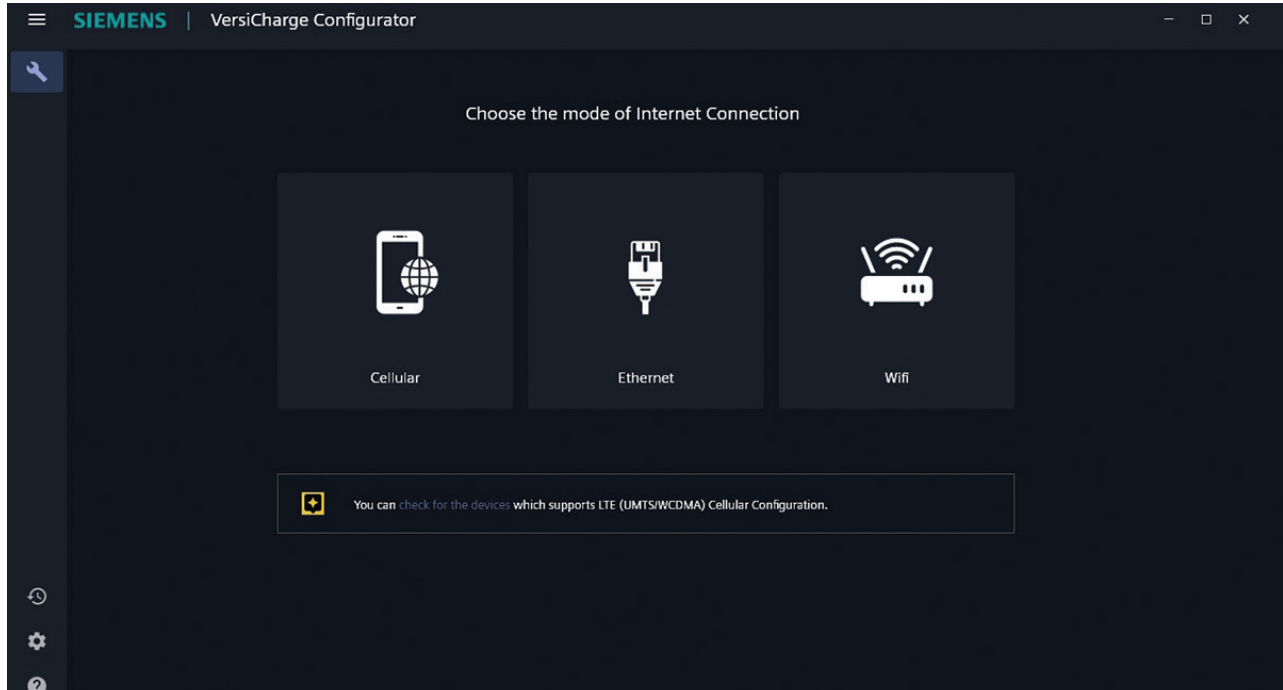 SIEMENS | VersiCharge Configurator
Choose the mode of Internet Connection
Cellular
Ethernet
Wifi
You can check for the devices which supports LTE (UMTS/WCDMA) Cellular Configuration.